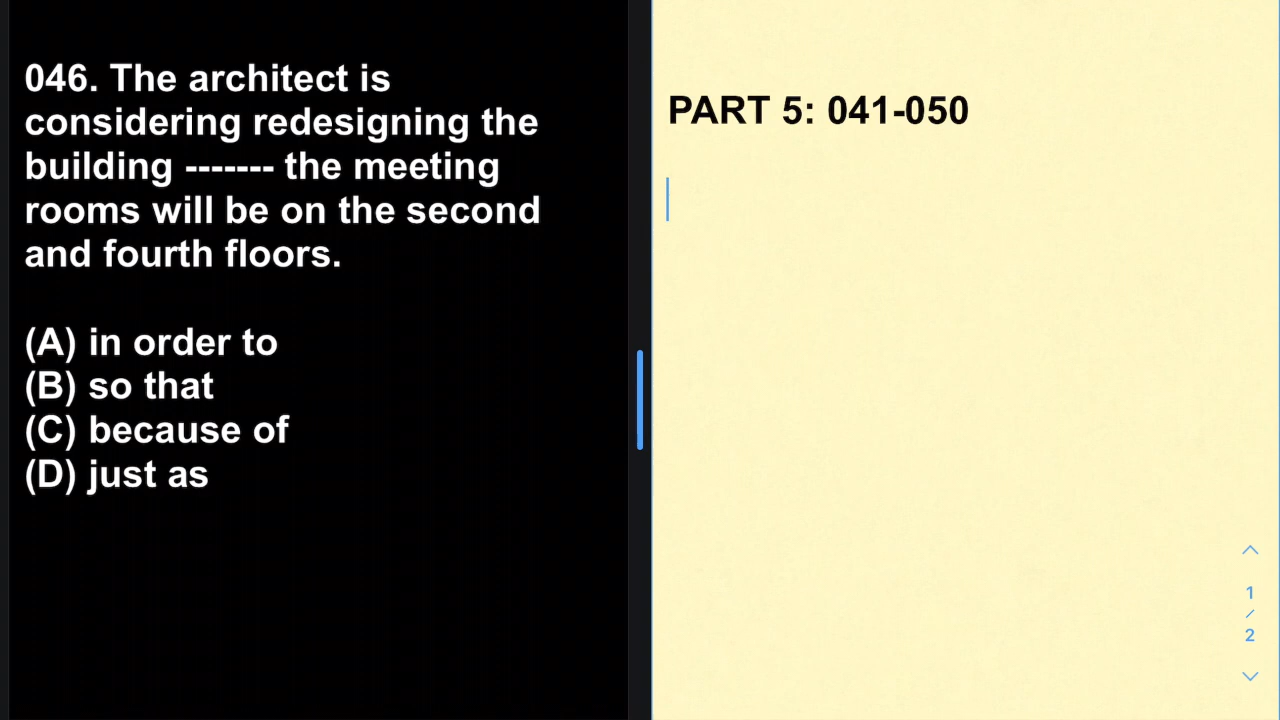 046. The architect is
considering redesigning the
building ------- the meeting
rooms will be on the second
and fourth floors.
(A) in order to
(B) so that
(C) because of
(D) just as
PART 5: 041-050
1
/
2